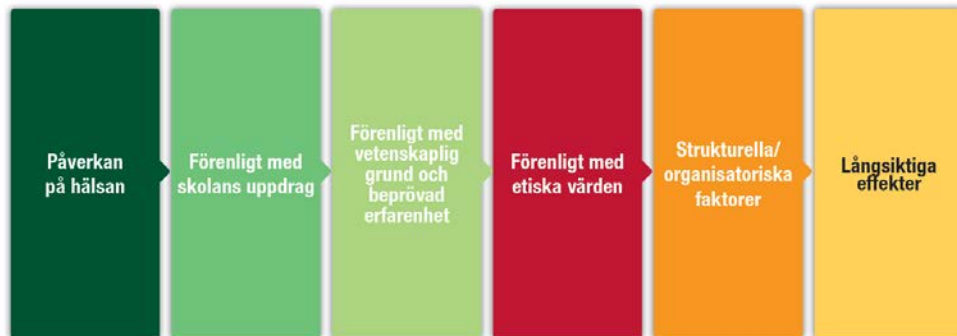 Påverkan
på hälsan
Förenligt med
skolans uppdrag
Förenligt med
vetenskaplig
grund och
beprövad
erfarenhet
Förenligt med
etiska värden
Strukturella/
organisatoriska
faktorer
Långsiktiga
effekter